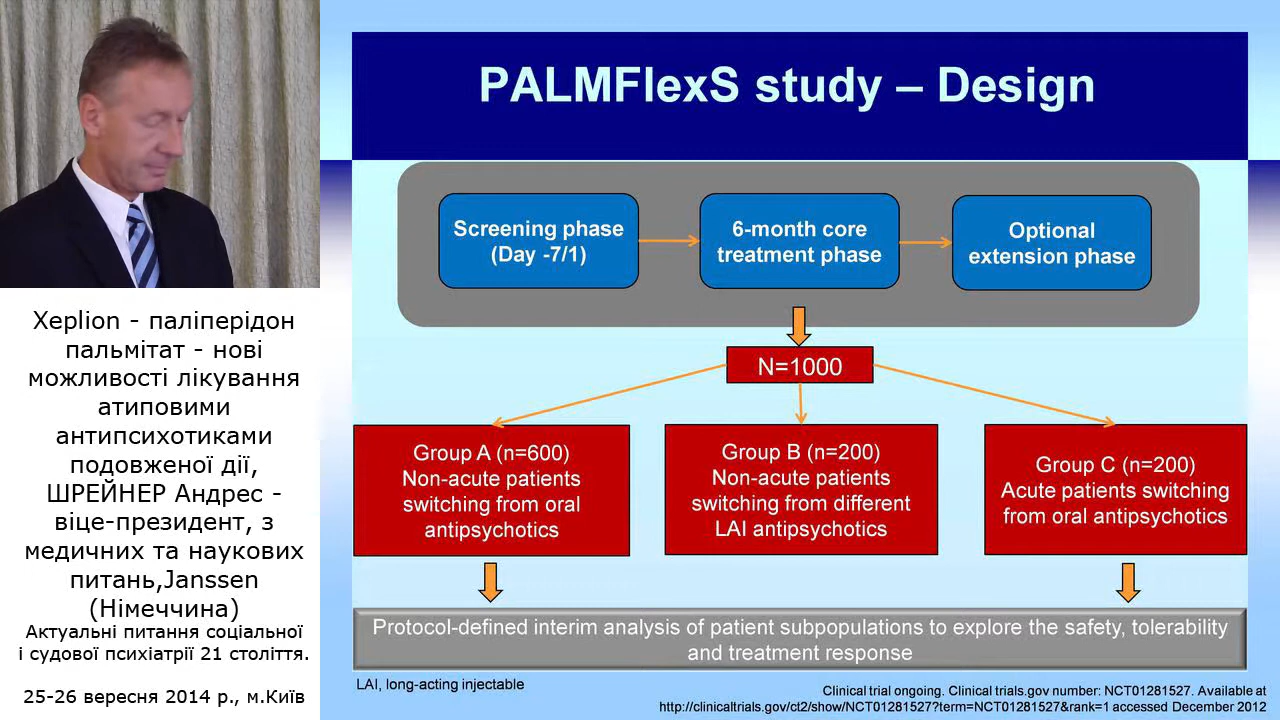 PALMFlexS study – Design
Screening phase
(Day -7/1)
6-month core
treatment phase
Optional
extension phase
N=1000
Group A (n=600)
Non-acute patients
switching from oral
antipsychotics
Group B (n=200)
Non-acute patients
switching from different
LAI antipsychotics
Group C (n=200)
Acute patients switching
from oral antipsychotics
Protocol-defined interim analysis of patient subpopulations to explore the safety, tolerability
and treatment response
LAI, long-acting injectable
Clinical trial ongoing. Clinical trials.gov number: NCT01281527. Available at
http://clinicaltrials.gov/ct2/show/NCT01281527?term=NCT01281527&rank=1 accessed December 2012
Xeplion - паліперідон
пальмітат - нові
можливості лікування
атиповими
антипсихотиками
подовженої дії,
ШРЕЙНЕР Андрес -
віце-президент, з
медичних та наукових
питань,Janssen
(Німеччина)
Актуальні питання соціальної
і судової психіатрії 21 століття.
25-26 вересня 2014 р., м.Київ